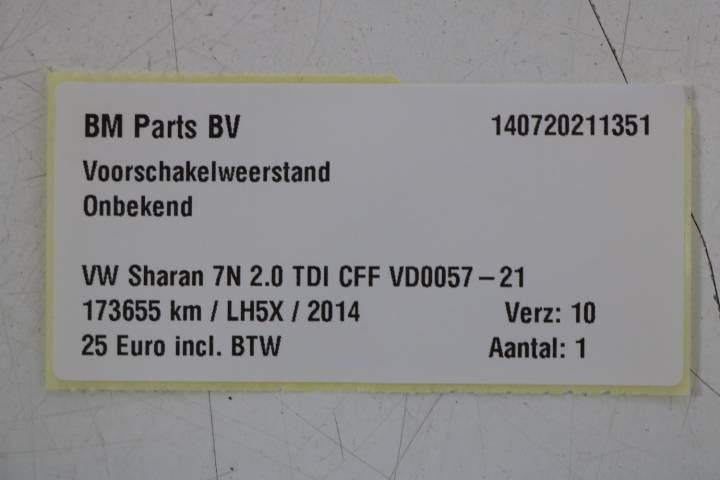 BM Parts BV 140720211351
Voorschakelweerstand
Onbekend
VW Sharan 7N 2.0 TDI CFF VD0057-21
173655 km / LH5X / 2014 Verz: 10
25 Euro incl. BTW Aantal: 1